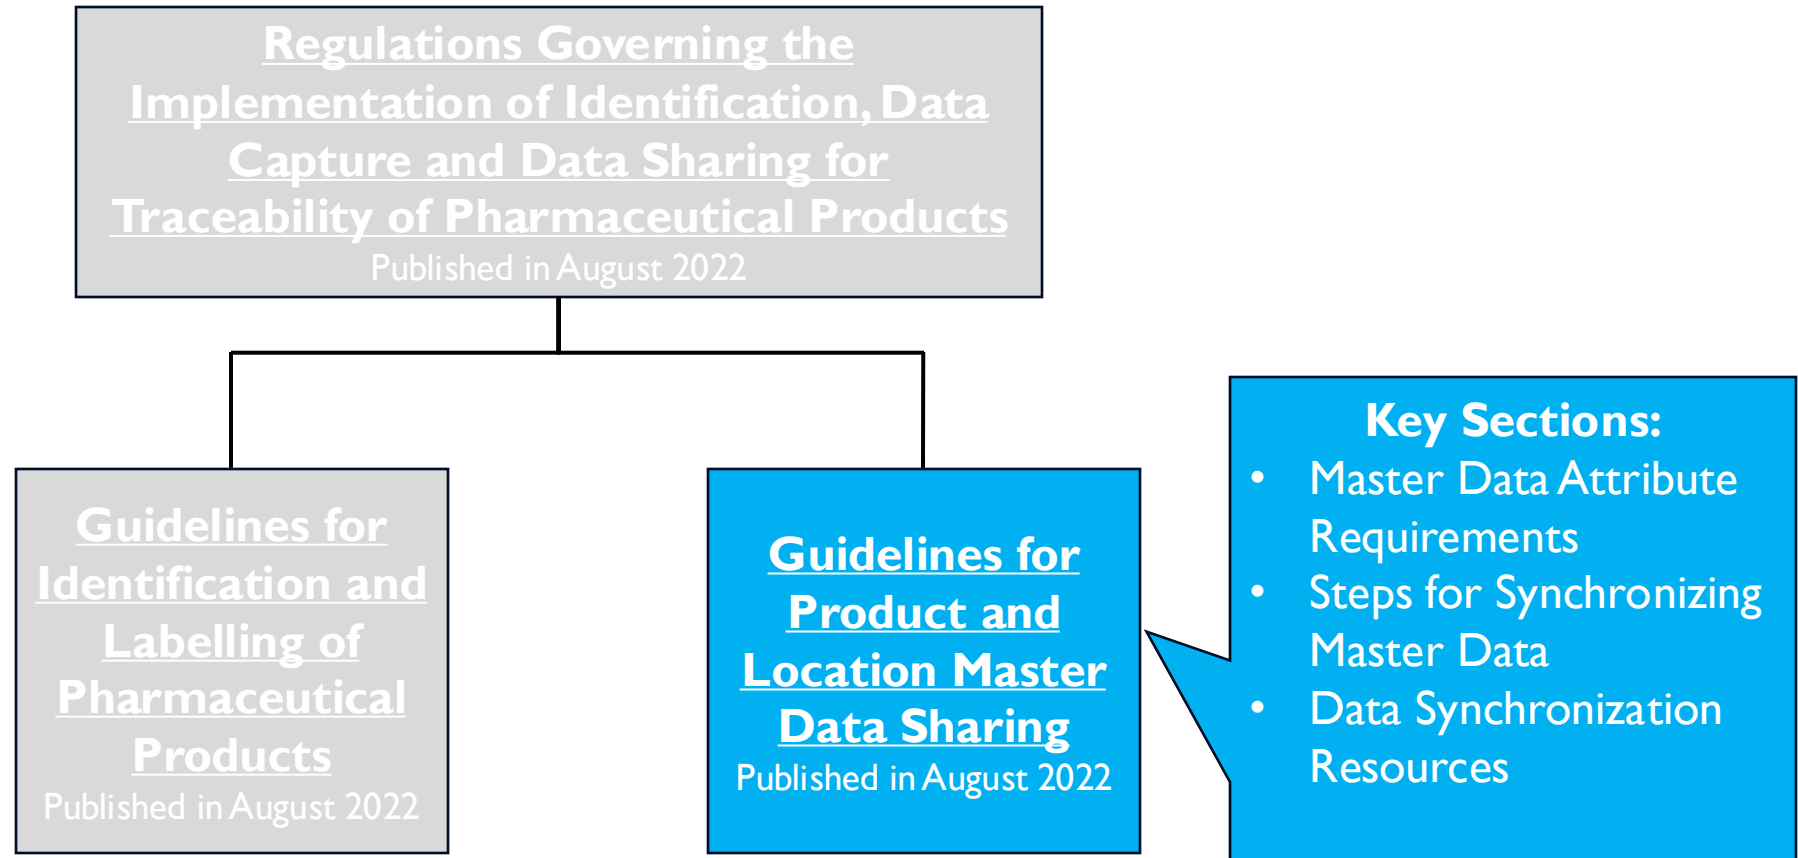 Regulations Governing the
Implementation of Identification, Data
Capture and Data Sharing for
Traceability of Pharmaceutical Products
Published in August 2022
Guidelines for
Identification and
Labelling of
Pharmaceutical
Products
Published in August 2022
Guidelines for
Product and
Location Master
Data Sharing
Published in August 2022
Key Sections:
• Master Data Attribute
Requirements
• Steps for Synchronizing
Master Data
• Data Synchronization
Resources